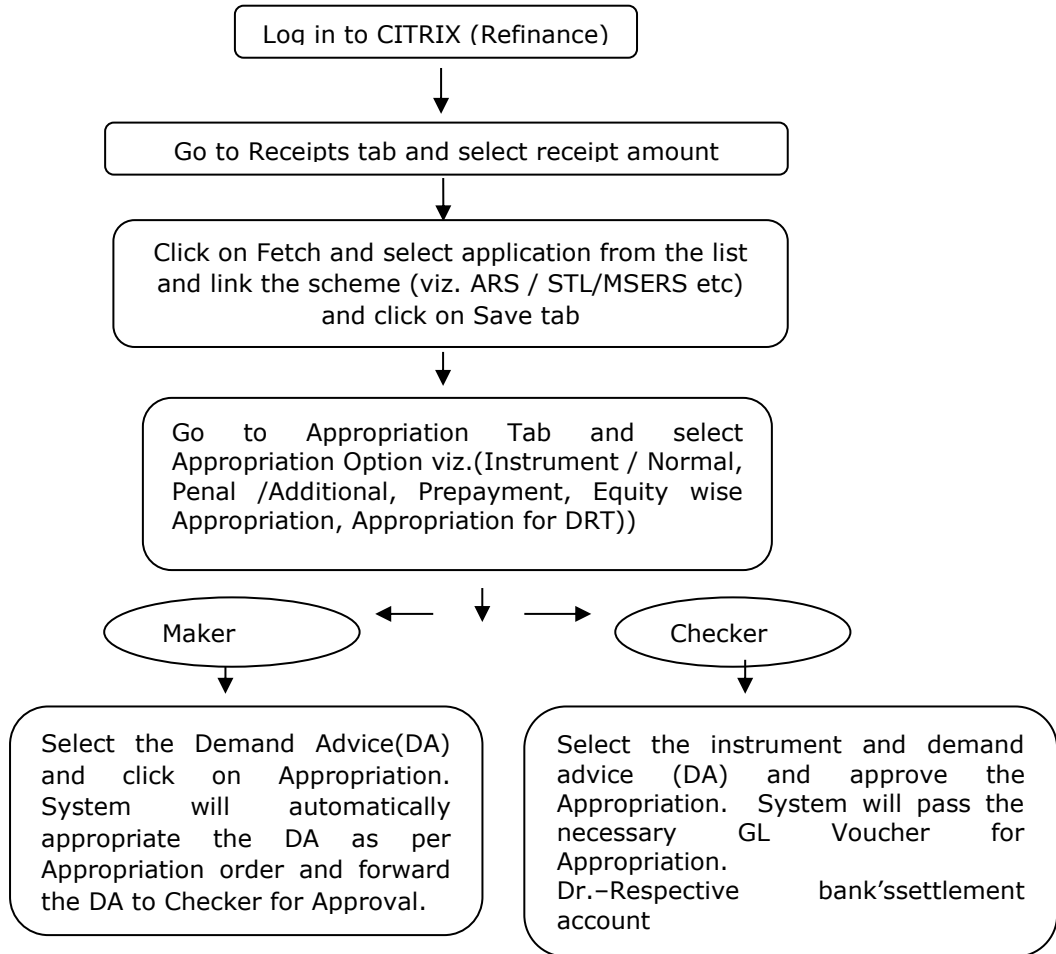 Log in to CITRIX (Refinance)
Go to Receipts tab and select receipt amount
Click on Fetch and select application from the list
and link the scheme (viz. ARS / STL/MSERS etc)
and click on Save tab
Go to Appropriation Tab and select
Appropriation Option viz.(Instrument / Normal,
Penal /Additional, Prepayment, Equity wise
Appropriation, Appropriation for DRT))
Maker
Checker
Select the Demand Advice(DA)
and click on Appropriation.
System will automatically
appropriate the DA as per
Appropriation order and forward
the DA to Checker for Approval.
Select the instrument and demand
advice (DA) and approve the
Appropriation. System will pass the
necessary GL Voucher for
Appropriation.
Dr.–Respective bank'ssettlement
account